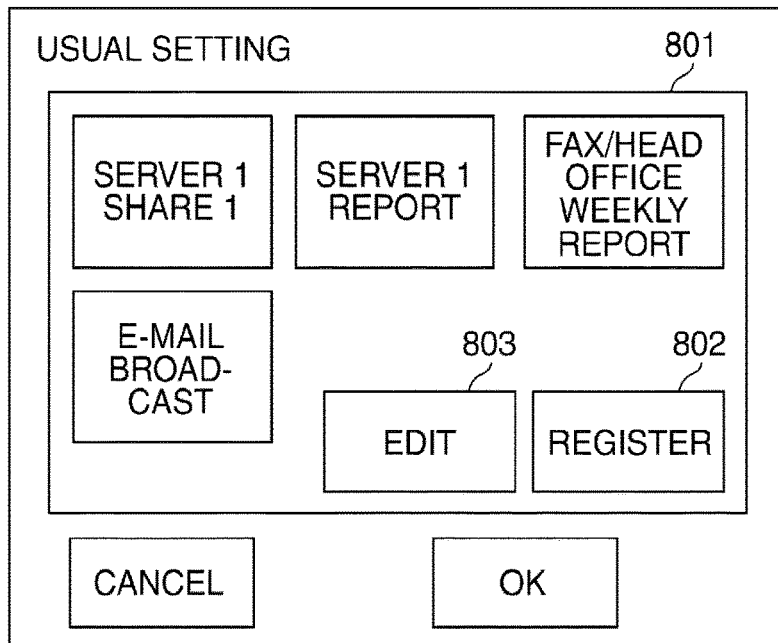 USUAL SETTING
801
SERVER 1
SHARE 1
SERVER 1
REPORT
FAX/HEAD
OFFICE
WEEKLY
REPORT
E-MAIL
BROAD-
CAST
803
802
EDIT
REGISTER
CANCEL
OK